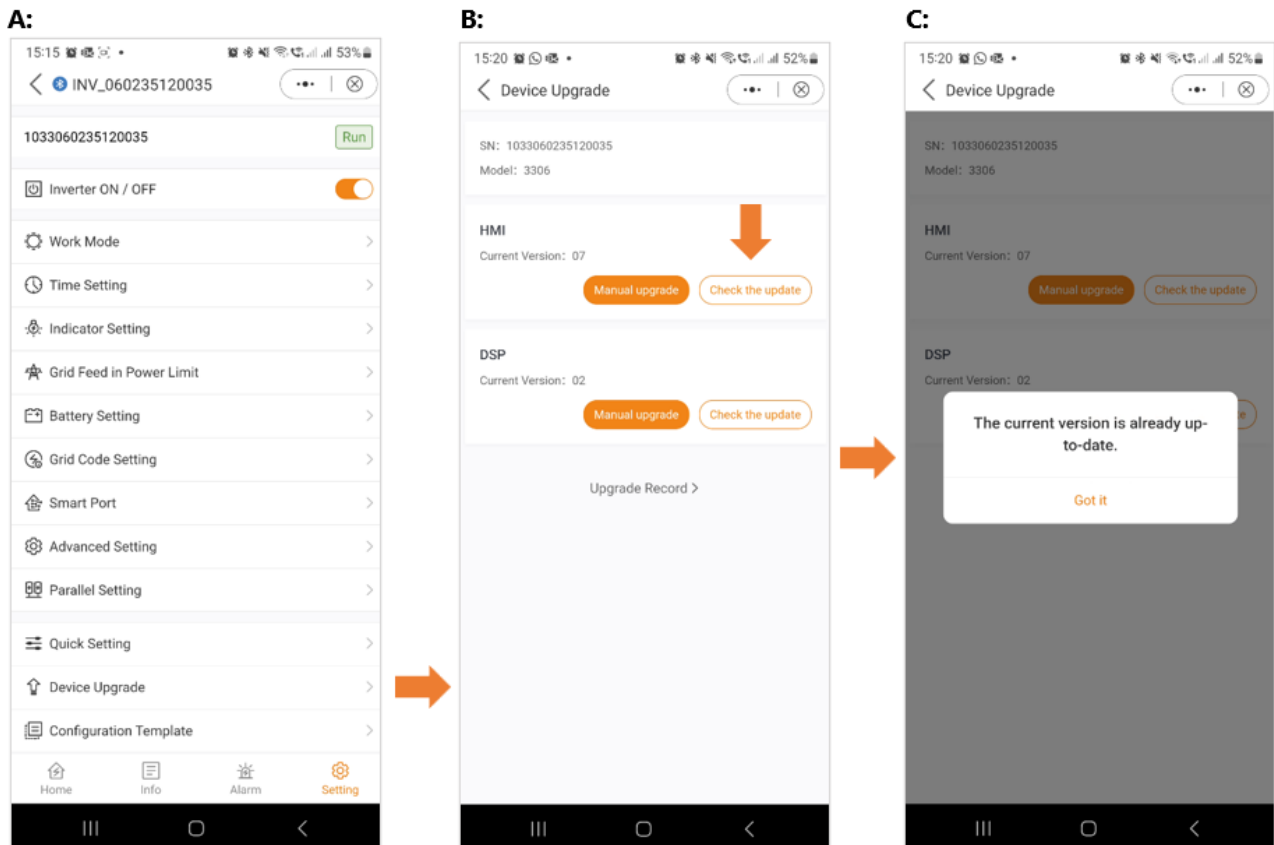 A:
15:15
53%
INV_060235120035
1033060235120035
Run
Inverter ON / OFF
Work Mode
Time Setting
Indicator Setting
Grid Feed in Power Limit
Battery Setting
Grid Code Setting
Smart Port
Advanced Setting
Parallel Setting
Quick Setting
Device Upgrade
Configuration Template
Home
Info
Alarm
Setting
B:
15:20
52%
Device Upgrade
SN: 1033060235120035
Model: 3306
HMI
Current Version: 07
Manual upgrade
Check the update
DSP
Current Version: 02
Manual upgrade
Check the update
Upgrade Record >
C:
15:20
52%
Device Upgrade
SN: 1033060235120035
Model: 3306
HMI
Current Version: 07
Manual upgrade
Check the update
DSP
Current Version: 02
The current version is already up-
to-date.
Got it